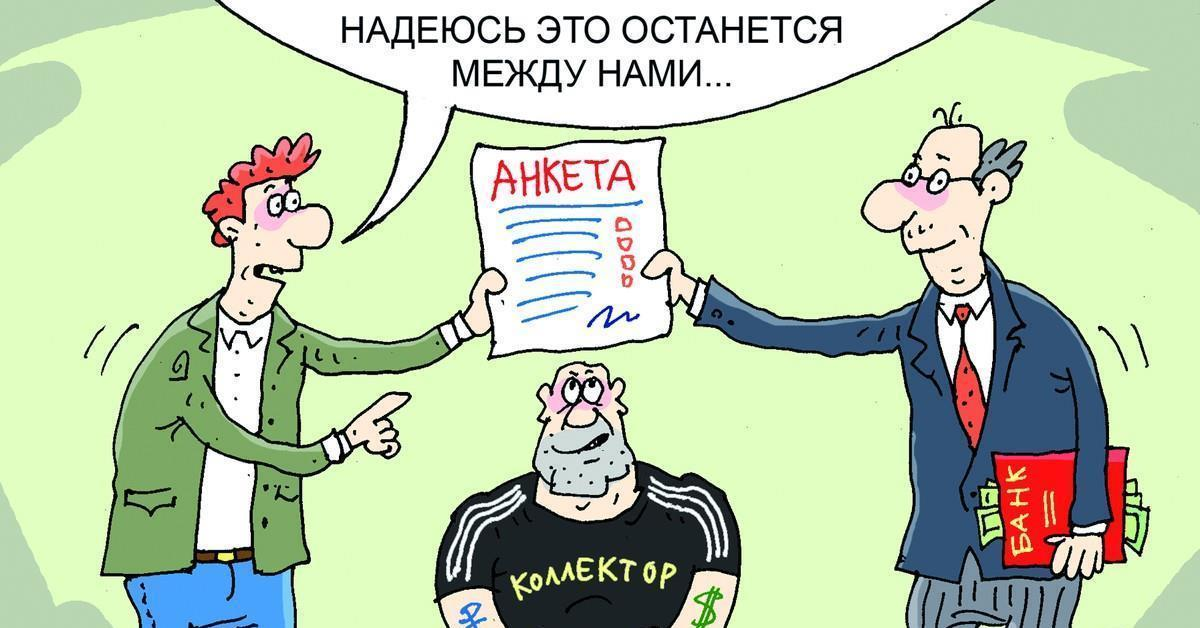 НАДЕЮСЬ ЭТО ОСТАНЕТСЯ
МЕЖДУ НАМИ...
АНКЕТА
БАНК
КОЛЛЕКТОР
₽
$